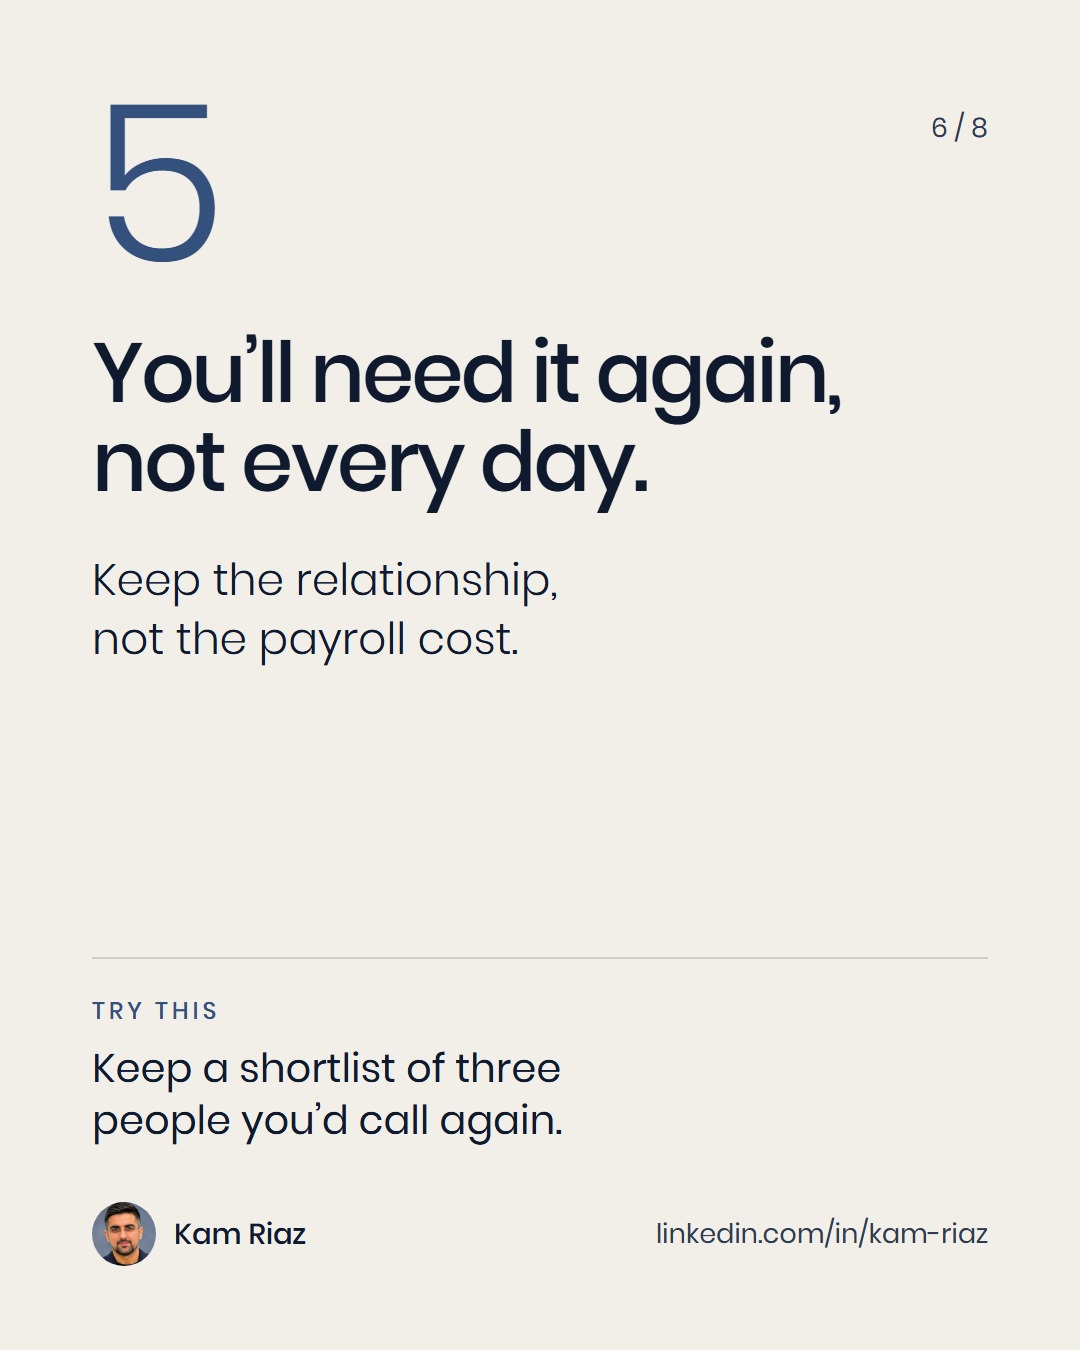 5
6 / 8
You’ll need it again,
not every day.
Keep the relationship,
not the payroll cost.
TRY THIS
Keep a shortlist of three
people you’d call again.
Kam Riaz
linkedin.com/in/kam-riaz